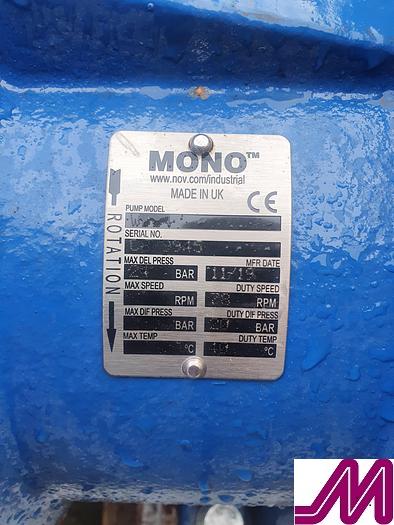 MONO™
www.nov.com/industrial
MADE IN UK CE
PUMP MODEL
SERIAL NO.
MAX DEL PRESS MFR DATE
BAR 11/19
MAX SPEED DUTY SPEED
RPM RPM
MAX DIF PRESS DUTY DIF PRESS
BAR BAR
MAX TEMP DUTY TEMP
°C °C
ROTATION
M